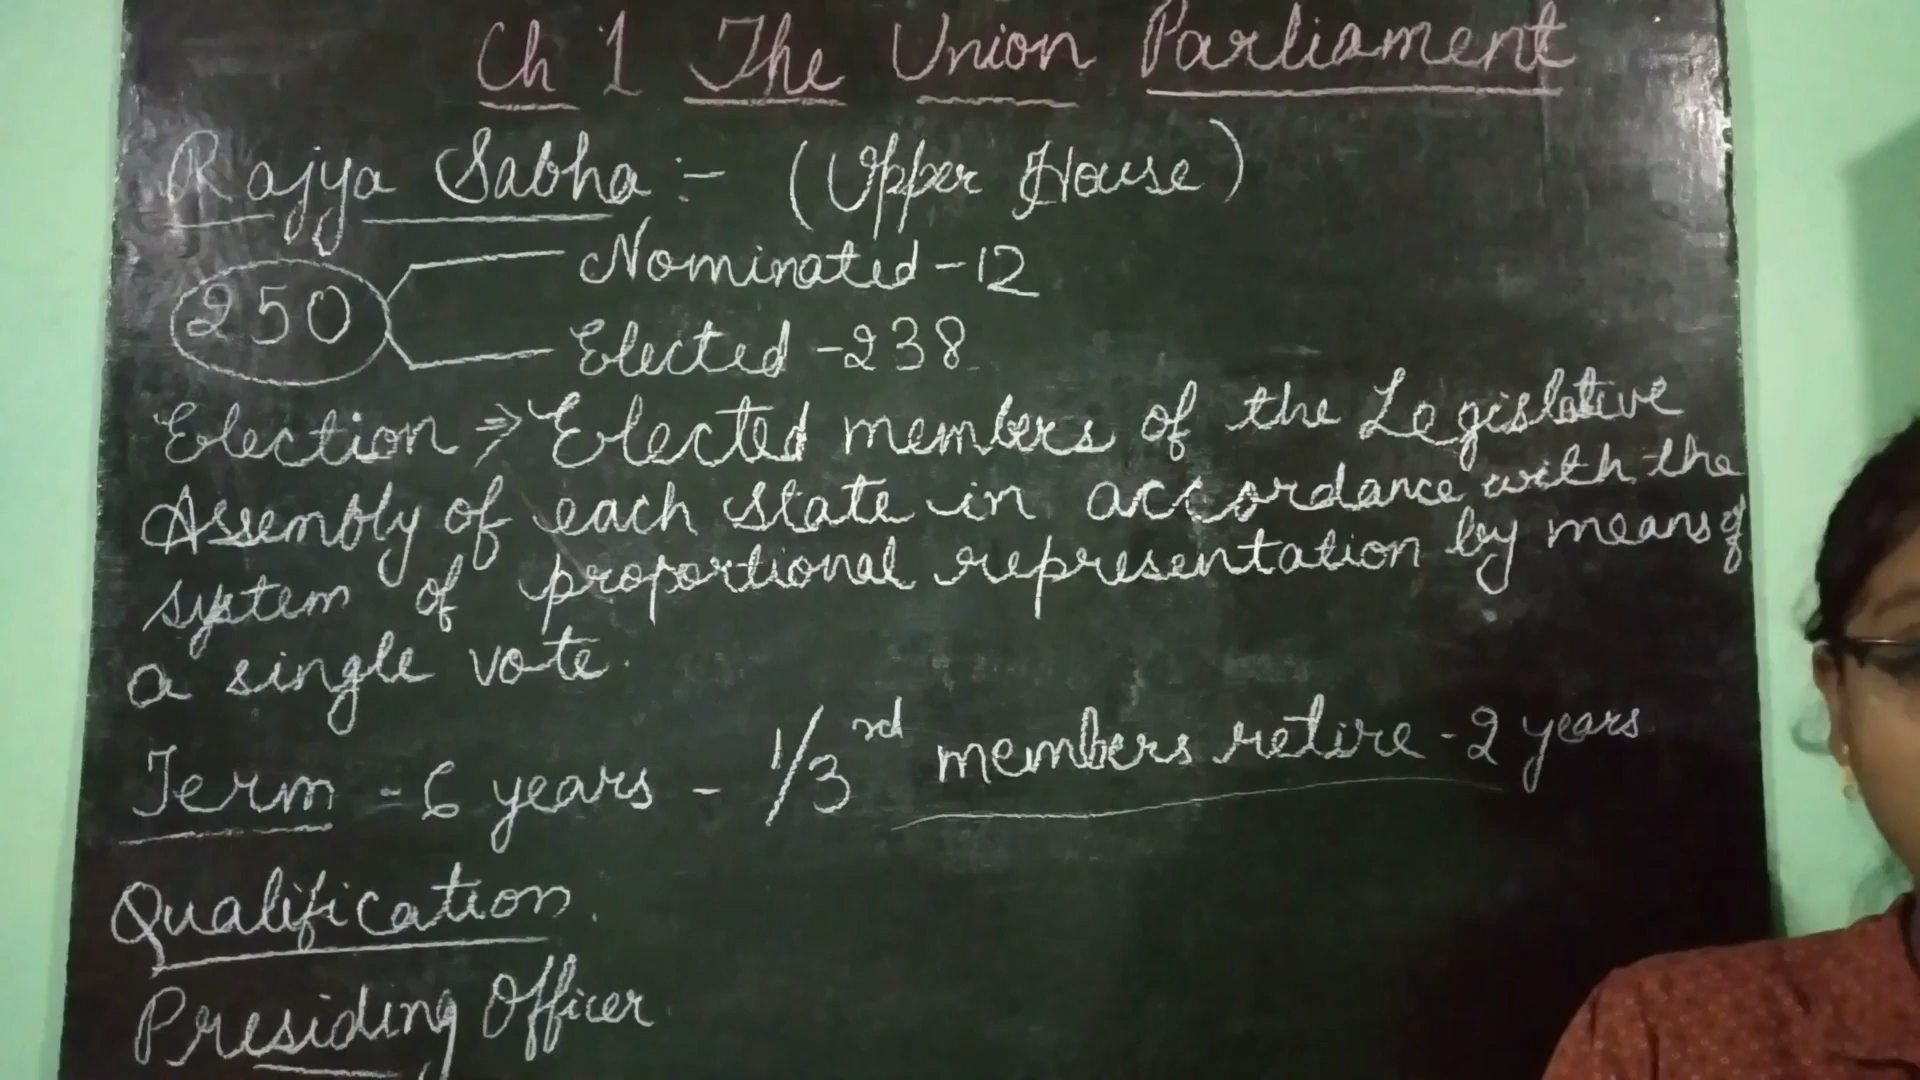 Ch 1 The Union Parliament
Rajya Sabha :- (Upper House)
Nominated - 12
250
Elected - 238
Election → Elected members of the Legislative
Assembly of each state in accordance with the
system of proportional representation by means of
a single vote.
Term - 6 years - 1/3rd members retire - 2 years
Qualification.
Presiding Officer